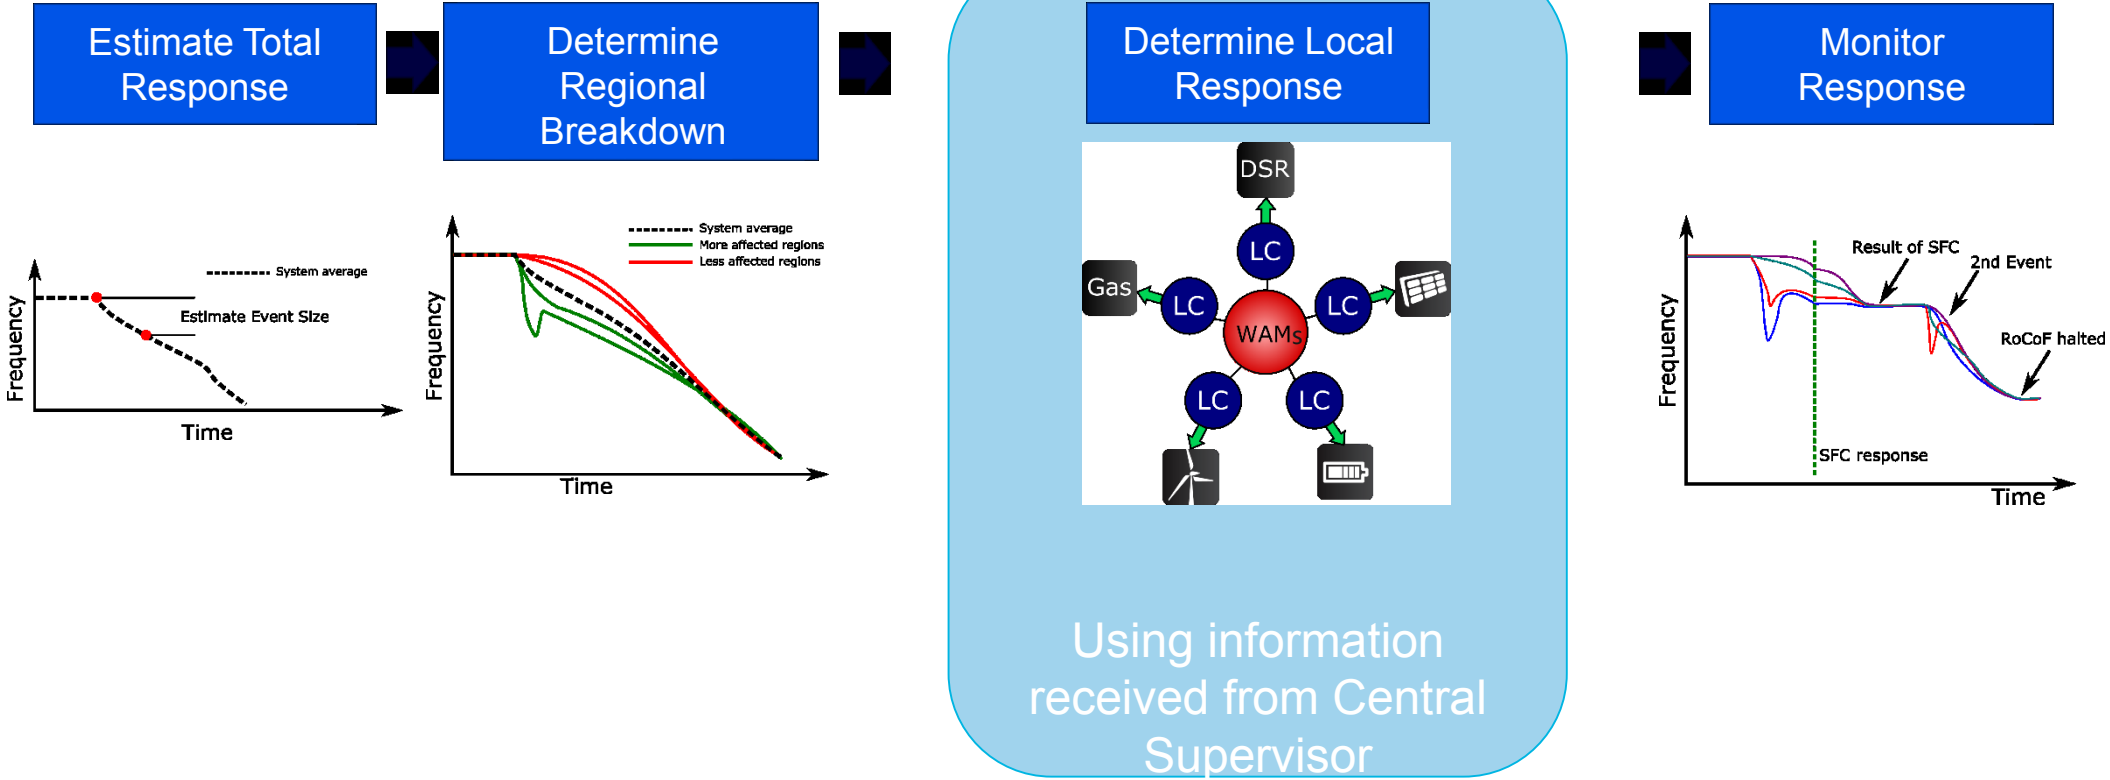 Estimate Total
Response
Determine
Regional
Breakdown
Determine Local
Response
Monitor
Response
System average
Estimate Event Size
Frequency
Time
System average
More affected regions
Less affected regions
Frequency
Time
DSR
LC
Gas
LC
LC
WAMs
LC
LC
Using information
received from Central
Supervisor
Result of SFC
2nd Event
RoCoF halted
SFC response
Frequency
Time